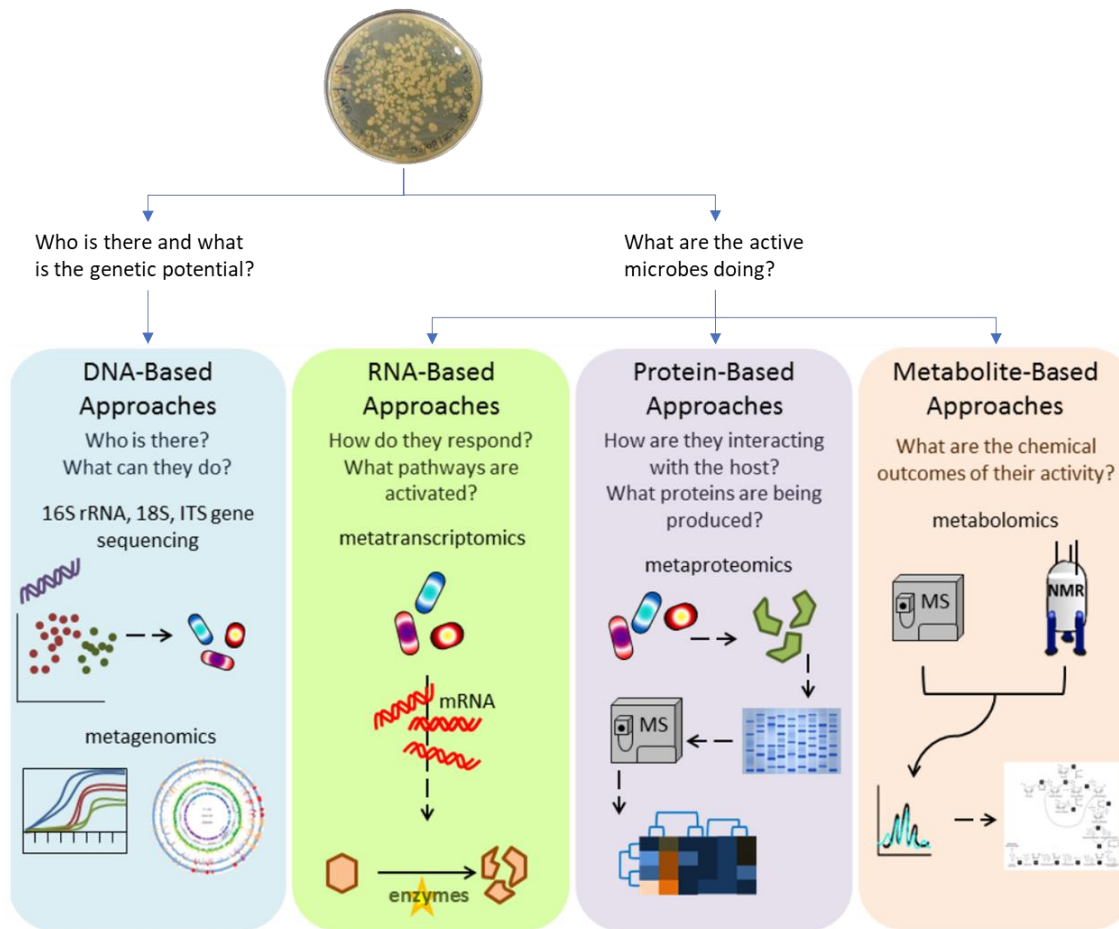 Who is there and what
is the genetic potential?
What are the active
microbes doing?
DNA-Based
Approaches
Who is there?
What can they do?
16S rRNA, 18S, ITS gene
sequencing
metagenomics
RNA-Based
Approaches
How do they respond?
What pathways are
activated?
metatranscriptomics
mRNA
enzymes
Protein-Based
Approaches
How are they interacting
with the host?
What proteins are being
produced?
metaproteomics
MS
Metabolite-Based
Approaches
What are the chemical
outcomes of their activity?
metabolomics
MS
NMR